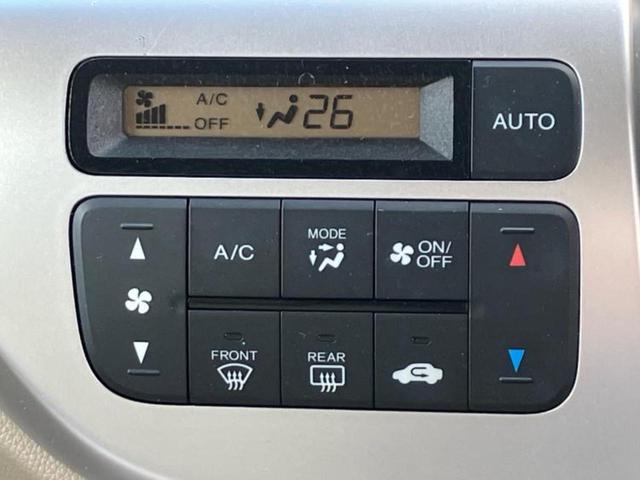 A/C
OFF
26
AUTO
A/C
MODE
ON/
OFF
FRONT
REAR